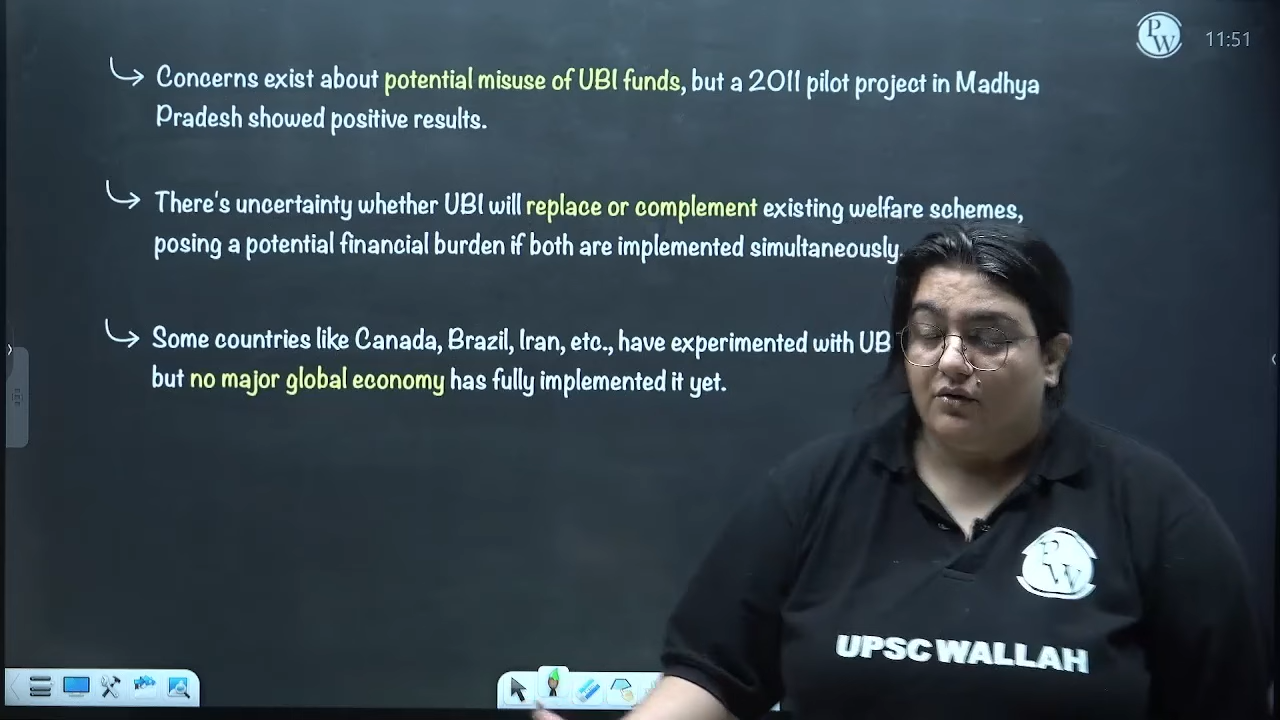 PW
11:51
Concerns exist about potential misuse of UBI funds, but a 2011 pilot project in Madhya
Pradesh showed positive results.
There's uncertainty whether UBI will replace or complement existing welfare schemes,
posing a potential financial burden if both are implemented simultaneously.
Some countries like Canada, Brazil, Iran, etc., have experimented with UB
but no major global economy has fully implemented it yet.
PW
UPSC WALLAH